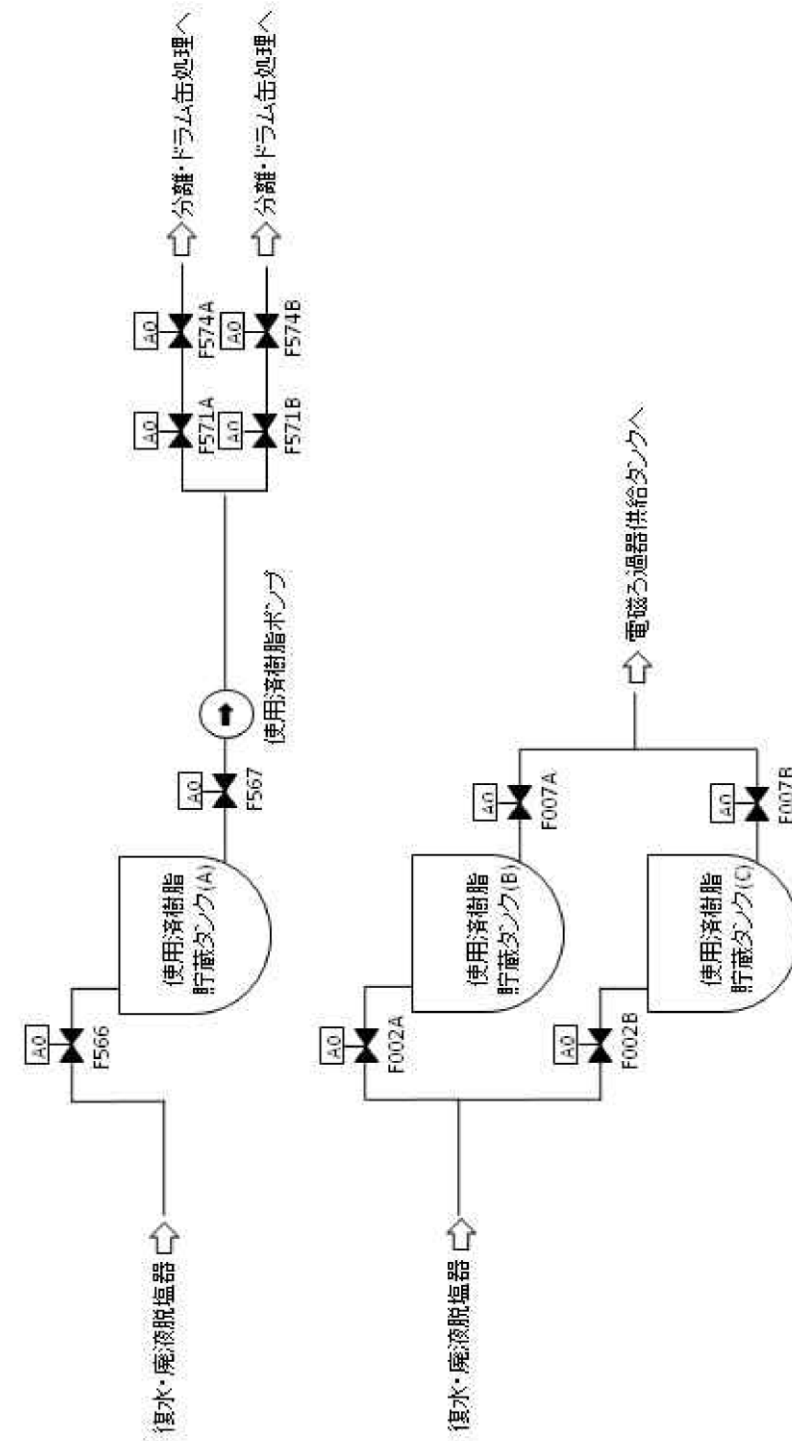 復水・廃液脱塩器
AO
F566
使用済樹脂
貯蔵タンク(A)
AO
F567
使用済樹脂ポンプ
AO
F571A
AO
F574A
分離・ドラム缶処理へ
AO
F571B
AO
F574B
分離・ドラム缶処理へ
復水・廃液脱塩器
AO
F002A
使用済樹脂
貯蔵タンク(B)
AO
F007A
AO
F002B
使用済樹脂
貯蔵タンク(C)
AO
F007B
電磁ろ過器供給タンクへ